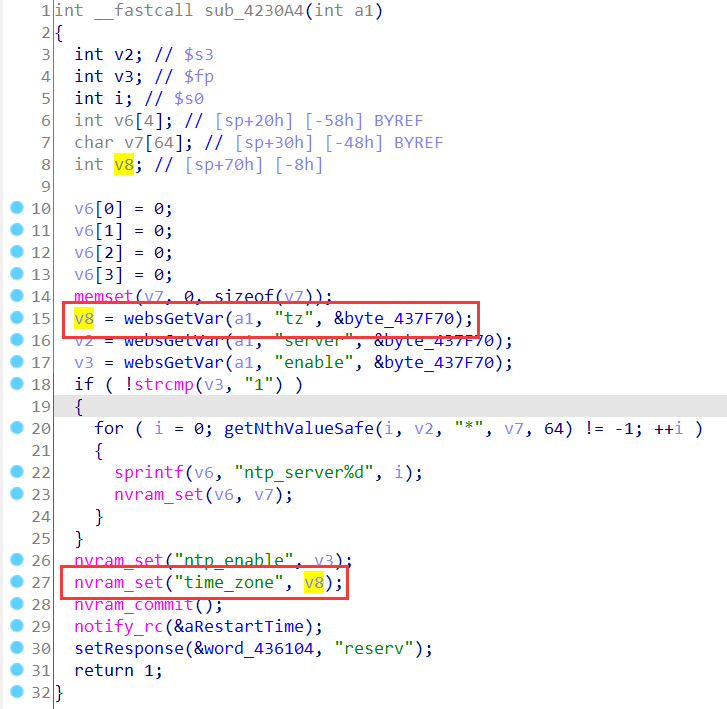 1 int __fastcall sub_4230A4(int a1)
2 {
3 int v2; // $s3
4 int v3; // $fp
5 int i; // $s0
6 int v6[4]; // [sp+20h] [-58h] BYREF
7 char v7[64]; // [sp+30h] [-48h] BYREF
8 int v8; // [sp+70h] [-8h]
9
10 v6[0] = 0;
11 v6[1] = 0;
12 v6[2] = 0;
13 v6[3] = 0;
14 memset(v7, 0, sizeof(v7));
15 v8 = websGetVar(a1, "tz", &byte_437F70);
16 v2 = websGetVar(a1, "server", &byte_437F70);
17 v3 = websGetVar(a1, "enable", &byte_437F70);
18 if ( !strcmp(v3, "1") )
19 {
20 for ( i = 0; getNthValueSafe(i, v2, "*", v7, 64) != -1; ++i )
21 {
22 sprintf(v6, "ntp_server%d", i);
23 nvram_set(v6, v7);
24 }
25 }
26 nvram_set("ntp_enable", v3);
27 nvram_set("time_zone", v8);
28 nvram_commit();
29 notify_rc(&aRestartTime);
30 setResponse(&word_436104, "reserv");
31 return 1;
32 }